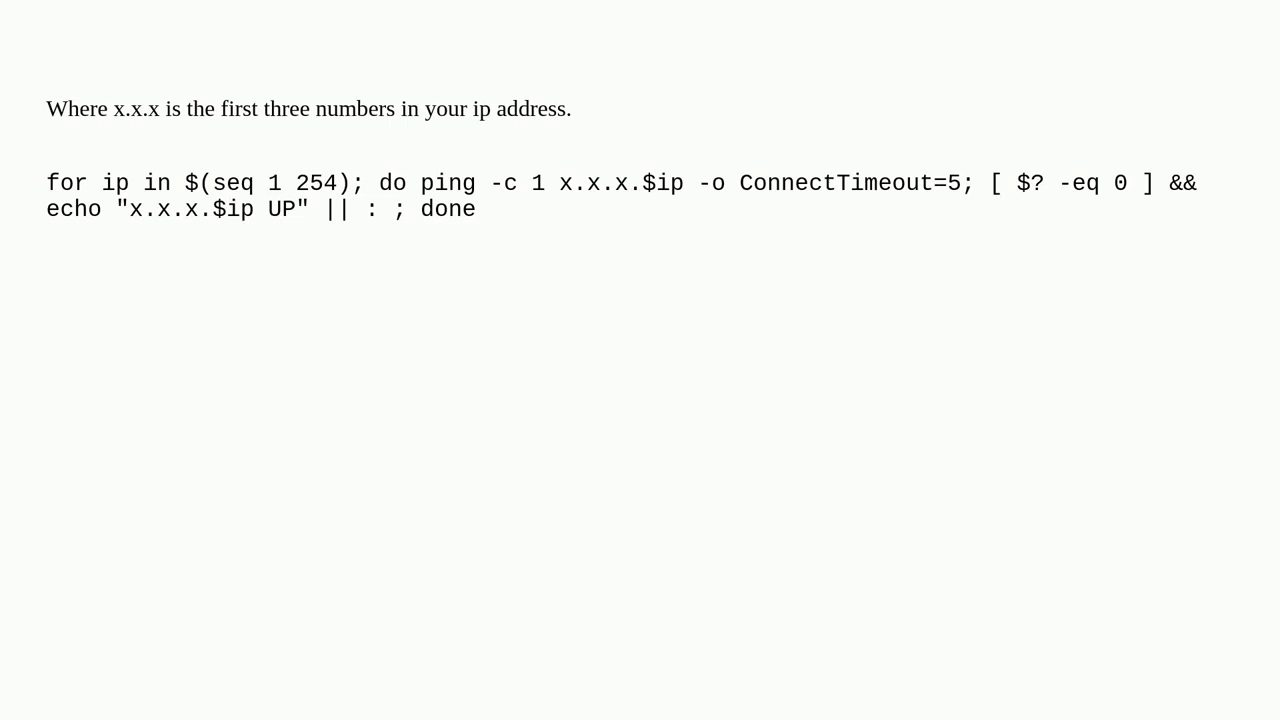 Where x.x.x is the first three numbers in your ip address.
for ip in $(seq 1 254); do ping -c 1 x.x.x.$ip -o ConnectTimeout=5; [ $? -eq 0 ] &&
echo "x.x.x.$ip UP" || : ; done